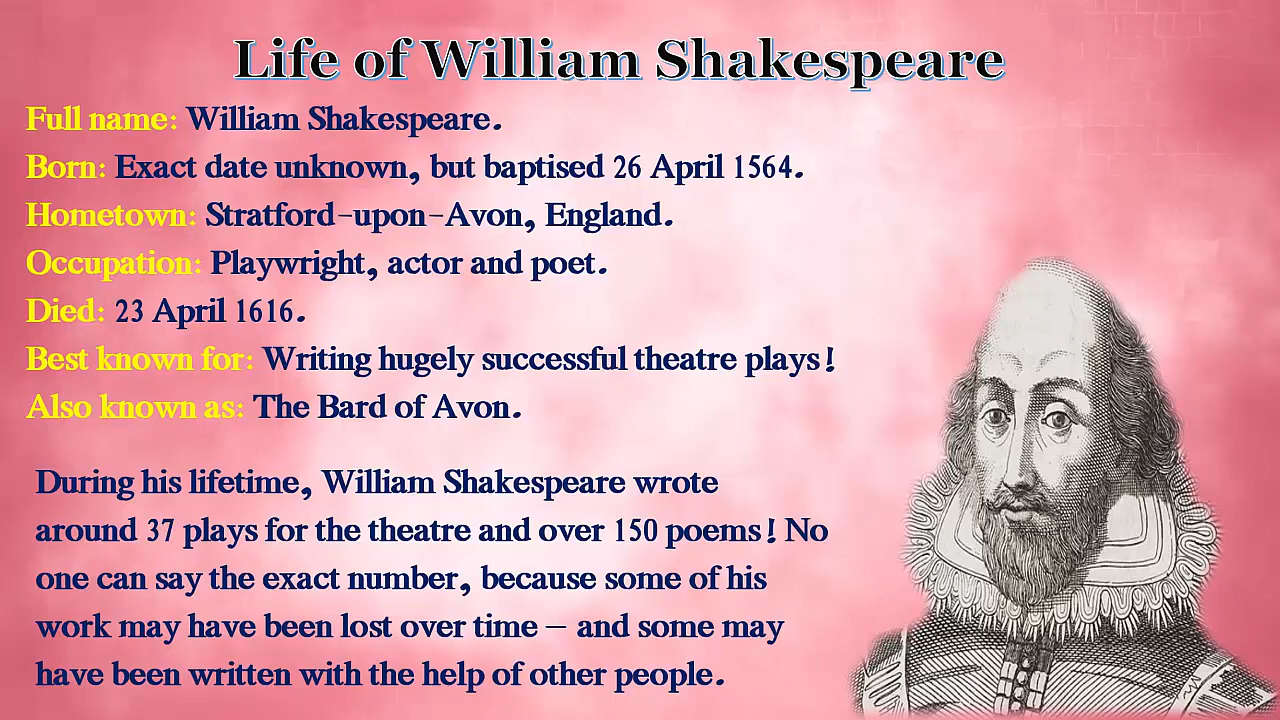 Life of William Shakespeare
Full name: William Shakespeare.
Born: Exact date unknown, but baptised 26 April 1564.
Hometown: Stratford-upon-Avon, England.
Occupation: Playwright, actor and poet.
Died: 23 April 1616.
Best known for: Writing hugely successful theatre plays!
Also known as: The Bard of Avon.
During his lifetime, William Shakespeare wrote
around 37 plays for the theatre and over 150 poems! No
one can say the exact number, because some of his
work may have been lost over time – and some may
have been written with the help of other people.